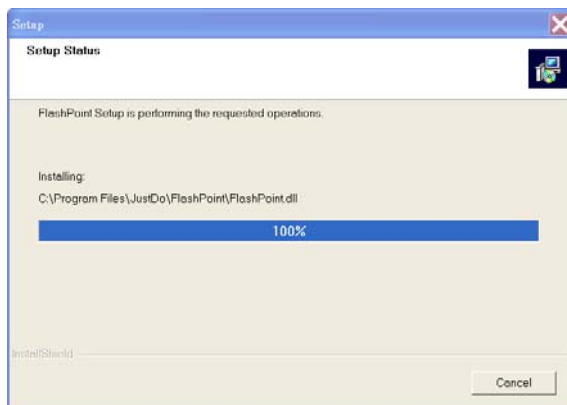 Setup
Setup Status
FlashPoint Setup is performing the requested operations.
Installing:
C:\Program Files\JustDo\FlashPoint\FlashPoint.dll
100%
InstallShield
Cancel